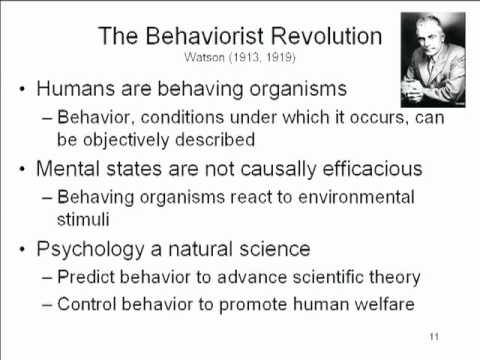 The Behaviorist Revolution
Watson (1913, 1919)
• Humans are behaving organisms
– Behavior, conditions under which it occurs, can
be objectively described
• Mental states are not causally efficacious
– Behaving organisms react to environmental
stimuli
• Psychology a natural science
– Predict behavior to advance scientific theory
– Control behavior to promote human welfare
11